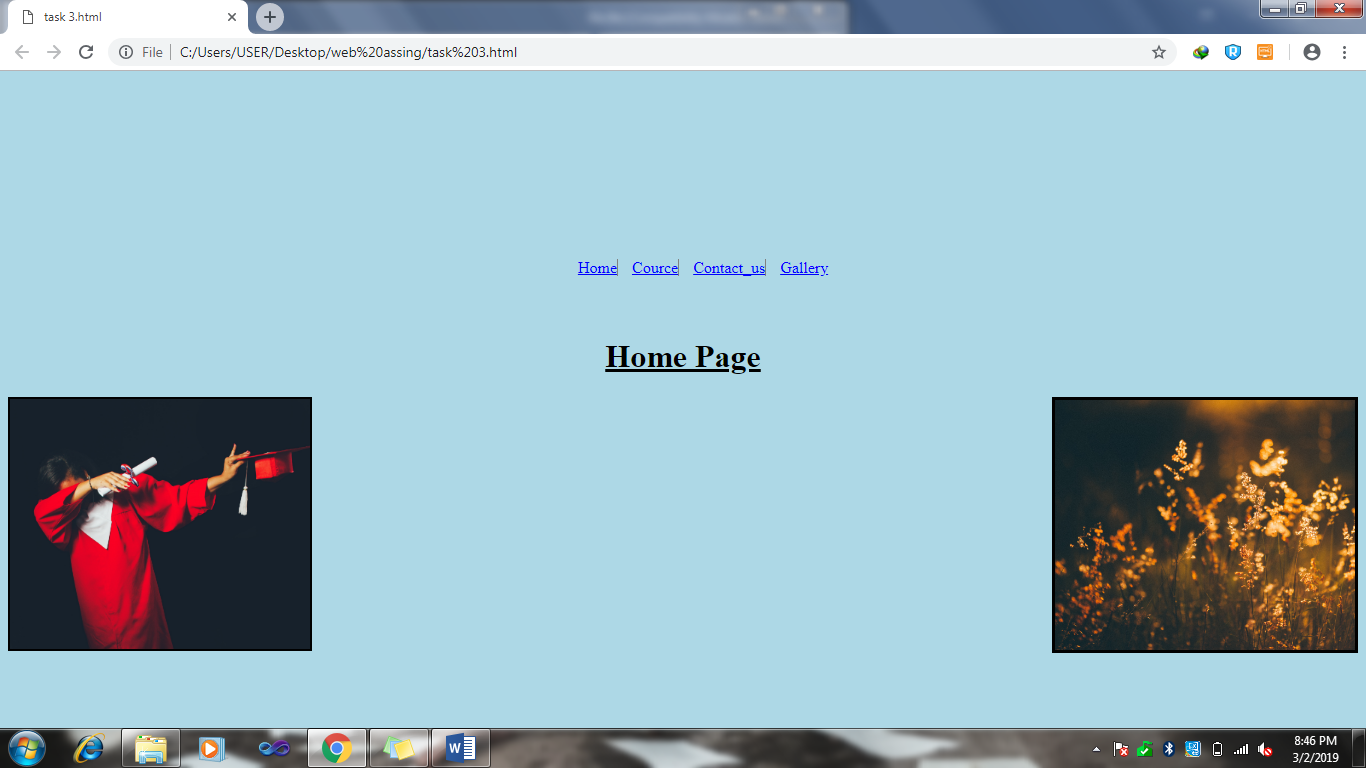 task 3.html
File | C:/Users/USER/Desktop/web%20assing/task%203.html
Home Cource Contact_us Gallery
Home Page
8:46 PM
3/2/2019